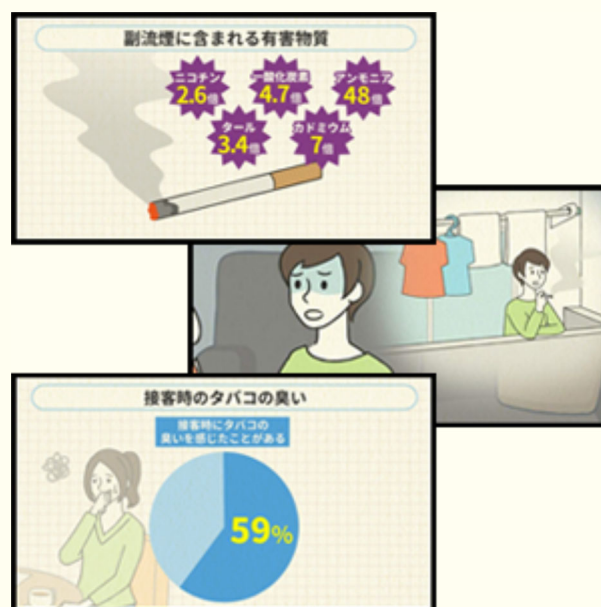 副流煙に含まれる有害物質
ニコチン
2.6倍
一酸化炭素
4.7倍
アンモニア
48倍
タール
3.4倍
カドミウム
7倍
接客時のタバコの臭い
接客時にタバコの
臭いを感じたことがある
59%